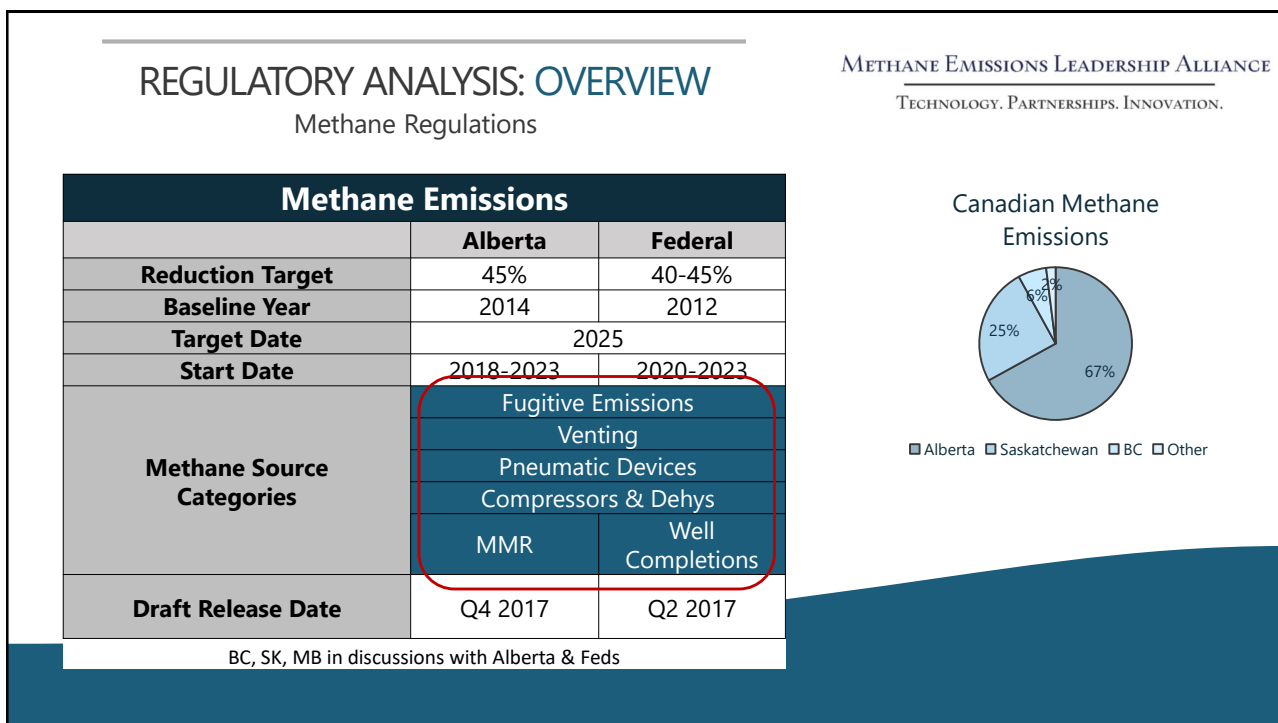 REGULATORY ANALYSIS: OVERVIEW
Methane Regulations
METHANE EMISSIONS LEADERSHIP ALLIANCE
TECHNOLOGY. PARTNERSHIPS. INNOVATION.
Methane Emissions
Alberta Federal
Reduction Target 45% 40-45%
Baseline Year 2014 2012
Target Date 2025
Start Date 2018-2023 2020-2023
Methane Source
Categories
Fugitive Emissions
Venting
Pneumatic Devices
Compressors & Dehys
MMR
Well
Completions
Draft Release Date Q4 2017 Q2 2017
BC, SK, MB in discussions with Alberta & Feds
Canadian Methane
Emissions
2%
6%
25%
67%
Alberta Saskatchewan BC Other